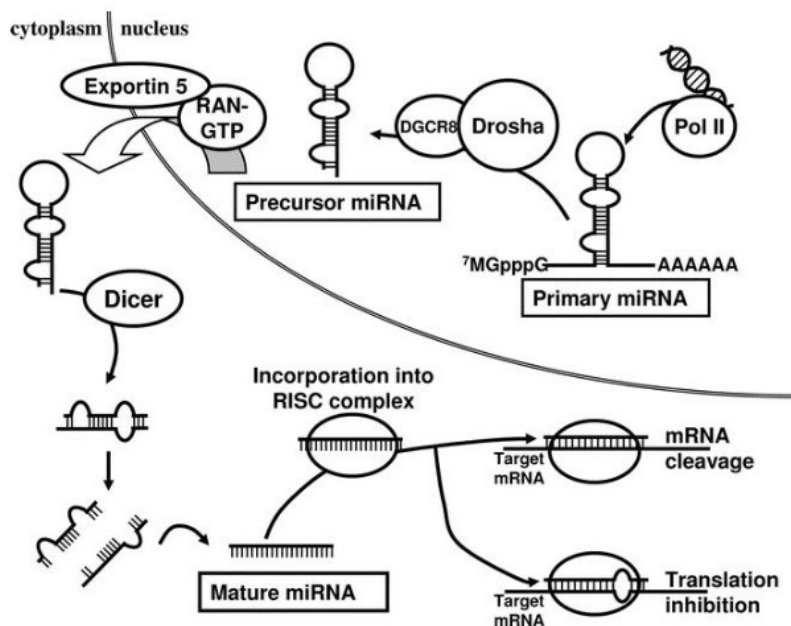 cytoplasm nucleus
Exportin 5
RAN-
GTP
DGCR8
Drosha
Pol II
Precursor miRNA
⁷MGpppG
AAAAAA
Primary miRNA
Dicer
Incorporation into
RISC complex
Target
mRNA
mRNA
cleavage
Mature miRNA
Target
mRNA
Translation
inhibition